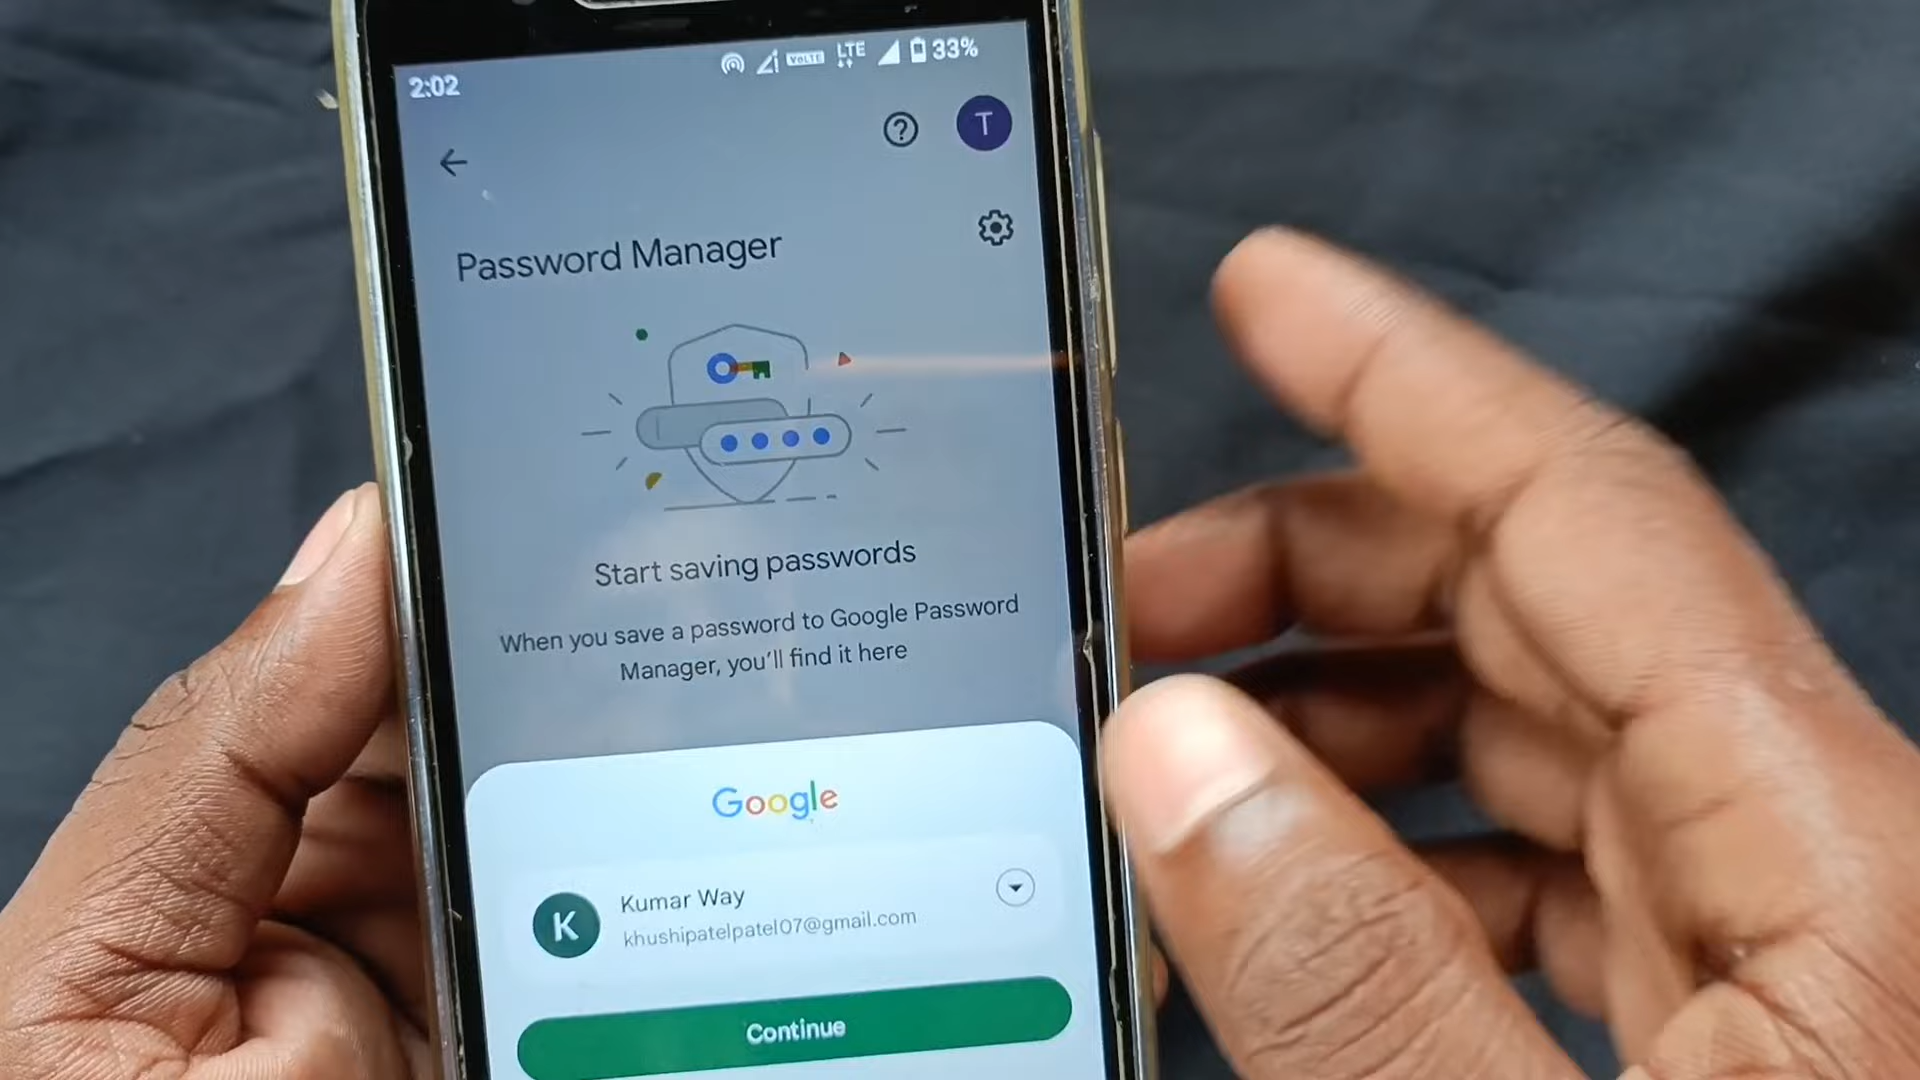 2:02
VoLTE LTE 33%
T
Password Manager
Start saving passwords
When you save a password to Google Password
Manager, you'll find it here
Google
K
Kumar Way
khushipatelpatel07@gmail.com
Continue